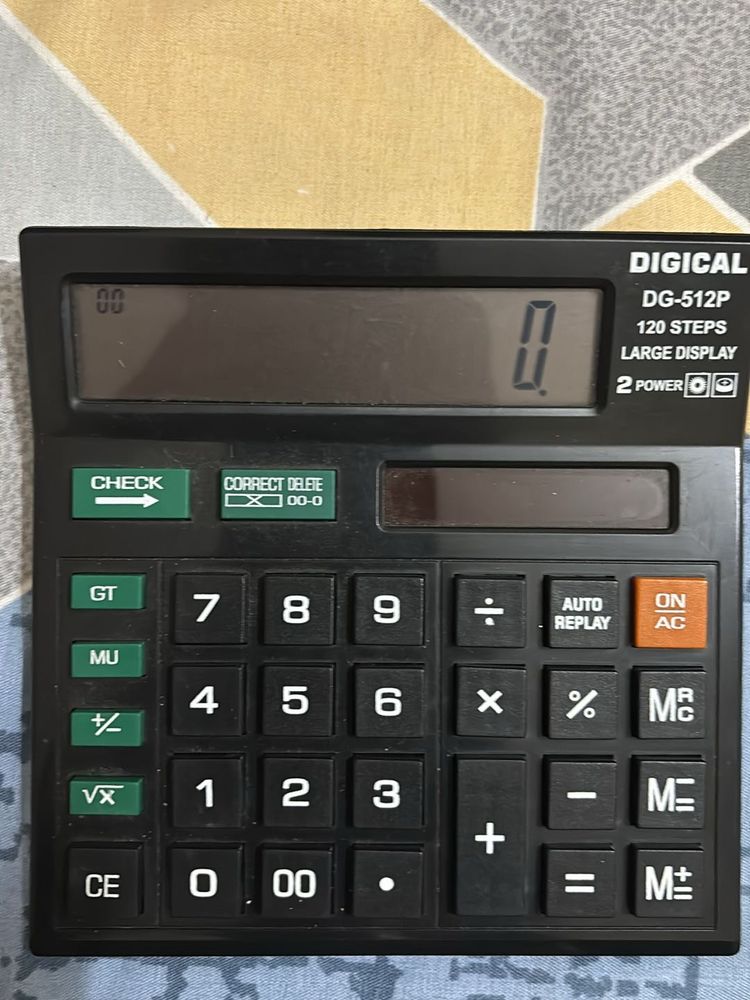 DIGICAL
DG-512P
120 STEPS
LARGE DISPLAY
2 POWER
00
0.
CHECK
CORRECT DELETE
X 00-0
GT
7
8
9
÷
AUTO
REPLAY
ON
AC
MU
4
5
6
×
%
MRC
+/−
1
2
3
+
−
M−=
√x
CE
0
00
•
=
M+=